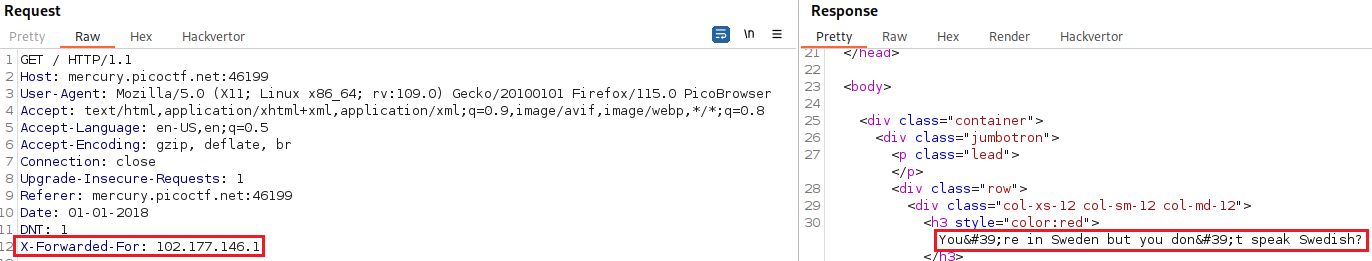 Request
Pretty Raw Hex Hackvertor
\n
1 GET / HTTP/1.1
2 Host: mercury.picoctf.net:46199
3 User-Agent: Mozilla/5.0 (X11; Linux x86_64; rv:109.0) Gecko/20100101 Firefox/115.0 PicoBrowser
4 Accept: text/html,application/xhtml+xml,application/xml;q=0.9,image/avif,image/webp,*/*;q=0.8
5 Accept-Language: en-US,en;q=0.5
6 Accept-Encoding: gzip, deflate, br
7 Connection: close
8 Upgrade-Insecure-Requests: 1
9 Referer: mercury.picoctf.net:46199
10 Date: 01-01-2018
11 DNT: 1
12 X-Forwarded-For: 102.177.146.1
Response
Pretty Raw Hex Render Hackvertor
21 </head>
22
23 <body>
24
25 <div class="container">
26 <div class="jumbotron">
27 <p class="lead">
</p>
28 <div class="row">
29 <div class="col-xs-12 col-sm-12 col-md-12">
30 <h3 style="color:red">
You&#39;re in Sweden but you don&#39;t speak Swedish?
</h3>